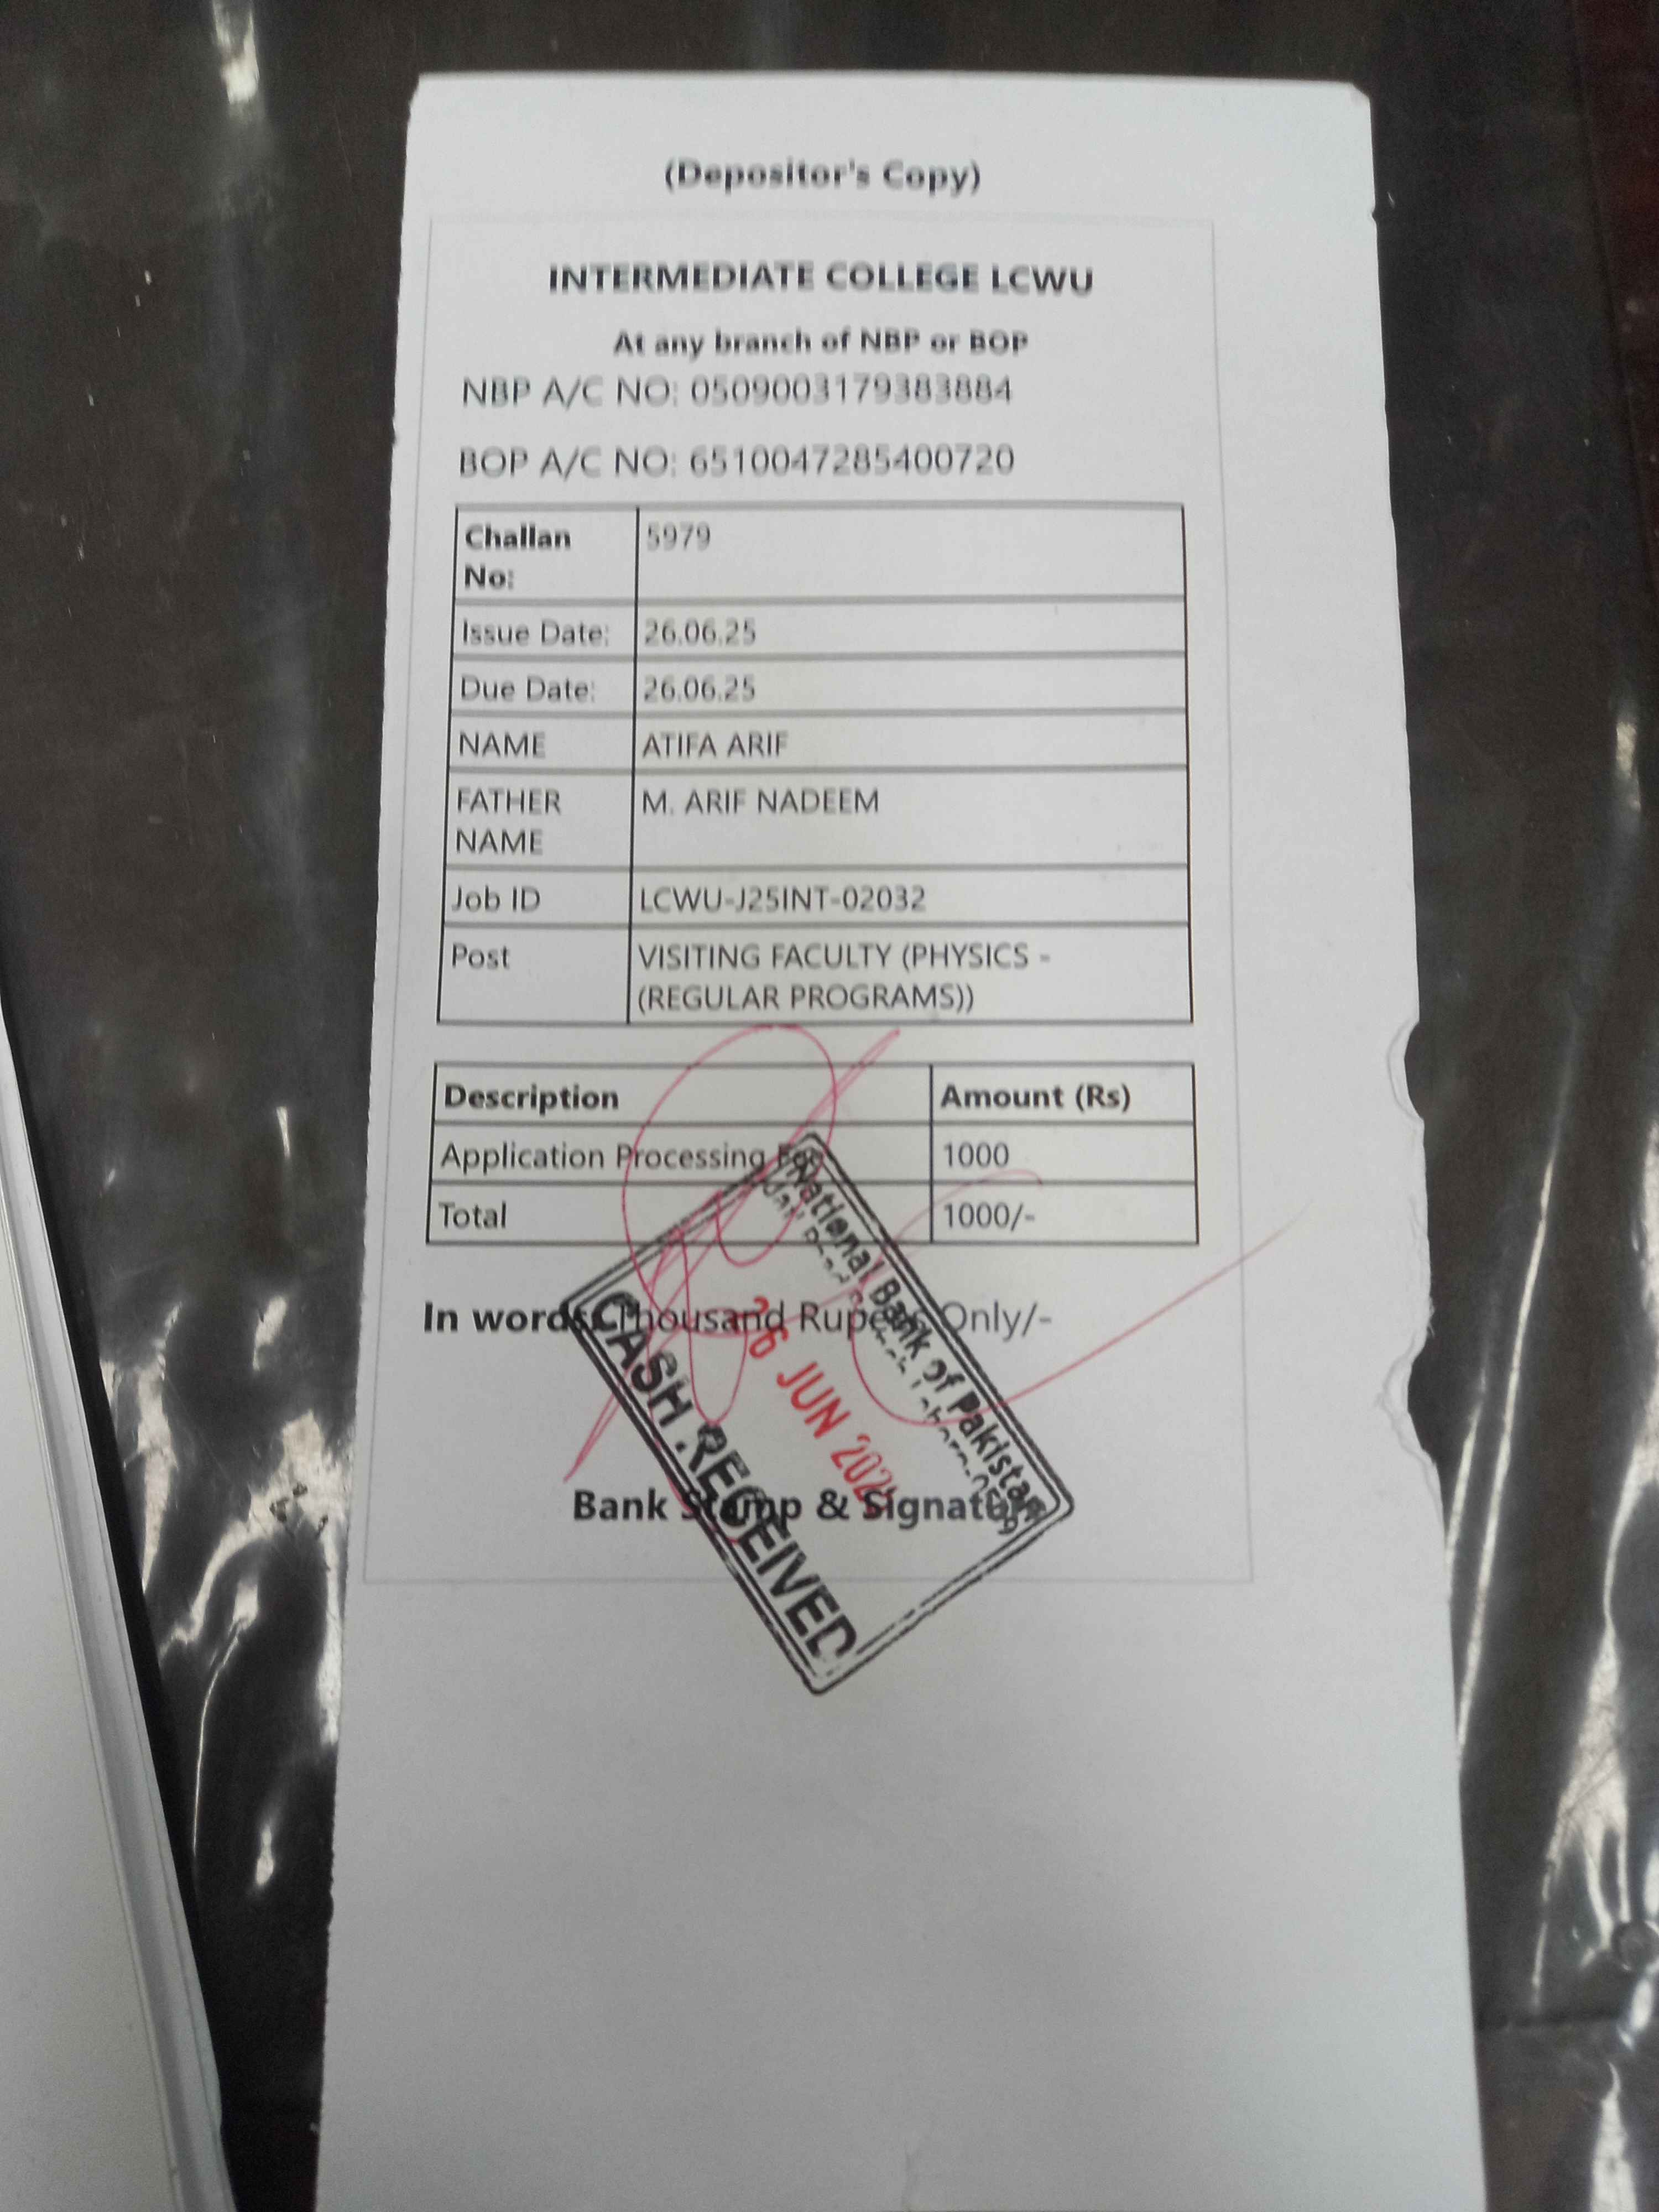 (Depositor's Copy)
INTERMEDIATE COLLEGE LCWU
At any branch of NBP or BOP
NBP A/C NO: 0509003179383884
BOP A/C NO: 6510047285400720
Challan No: 5979
Issue Date: 26.06.25
Due Date: 26.06.25
NAME ATIFA ARIF
FATHER NAME M. ARIF NADEEM
Job ID LCWU-J25INT-02032
Post VISITING FACULTY (PHYSICS -
(REGULAR PROGRAMS))
Description Amount (Rs)
Application Processing Fee 1000
Total 1000/-
In words: Thousand Rupees Only/-
Bank Stamp & Signature
National Bank of Pakistan
26 JUN
CASH RECEIVED